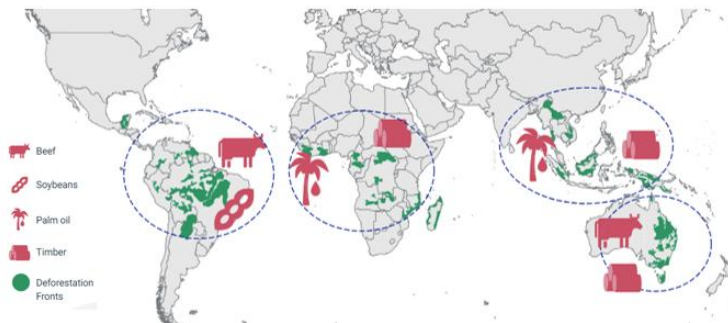 Beef
Soybeans
Palm oil
Timber
Deforestation
Fronts